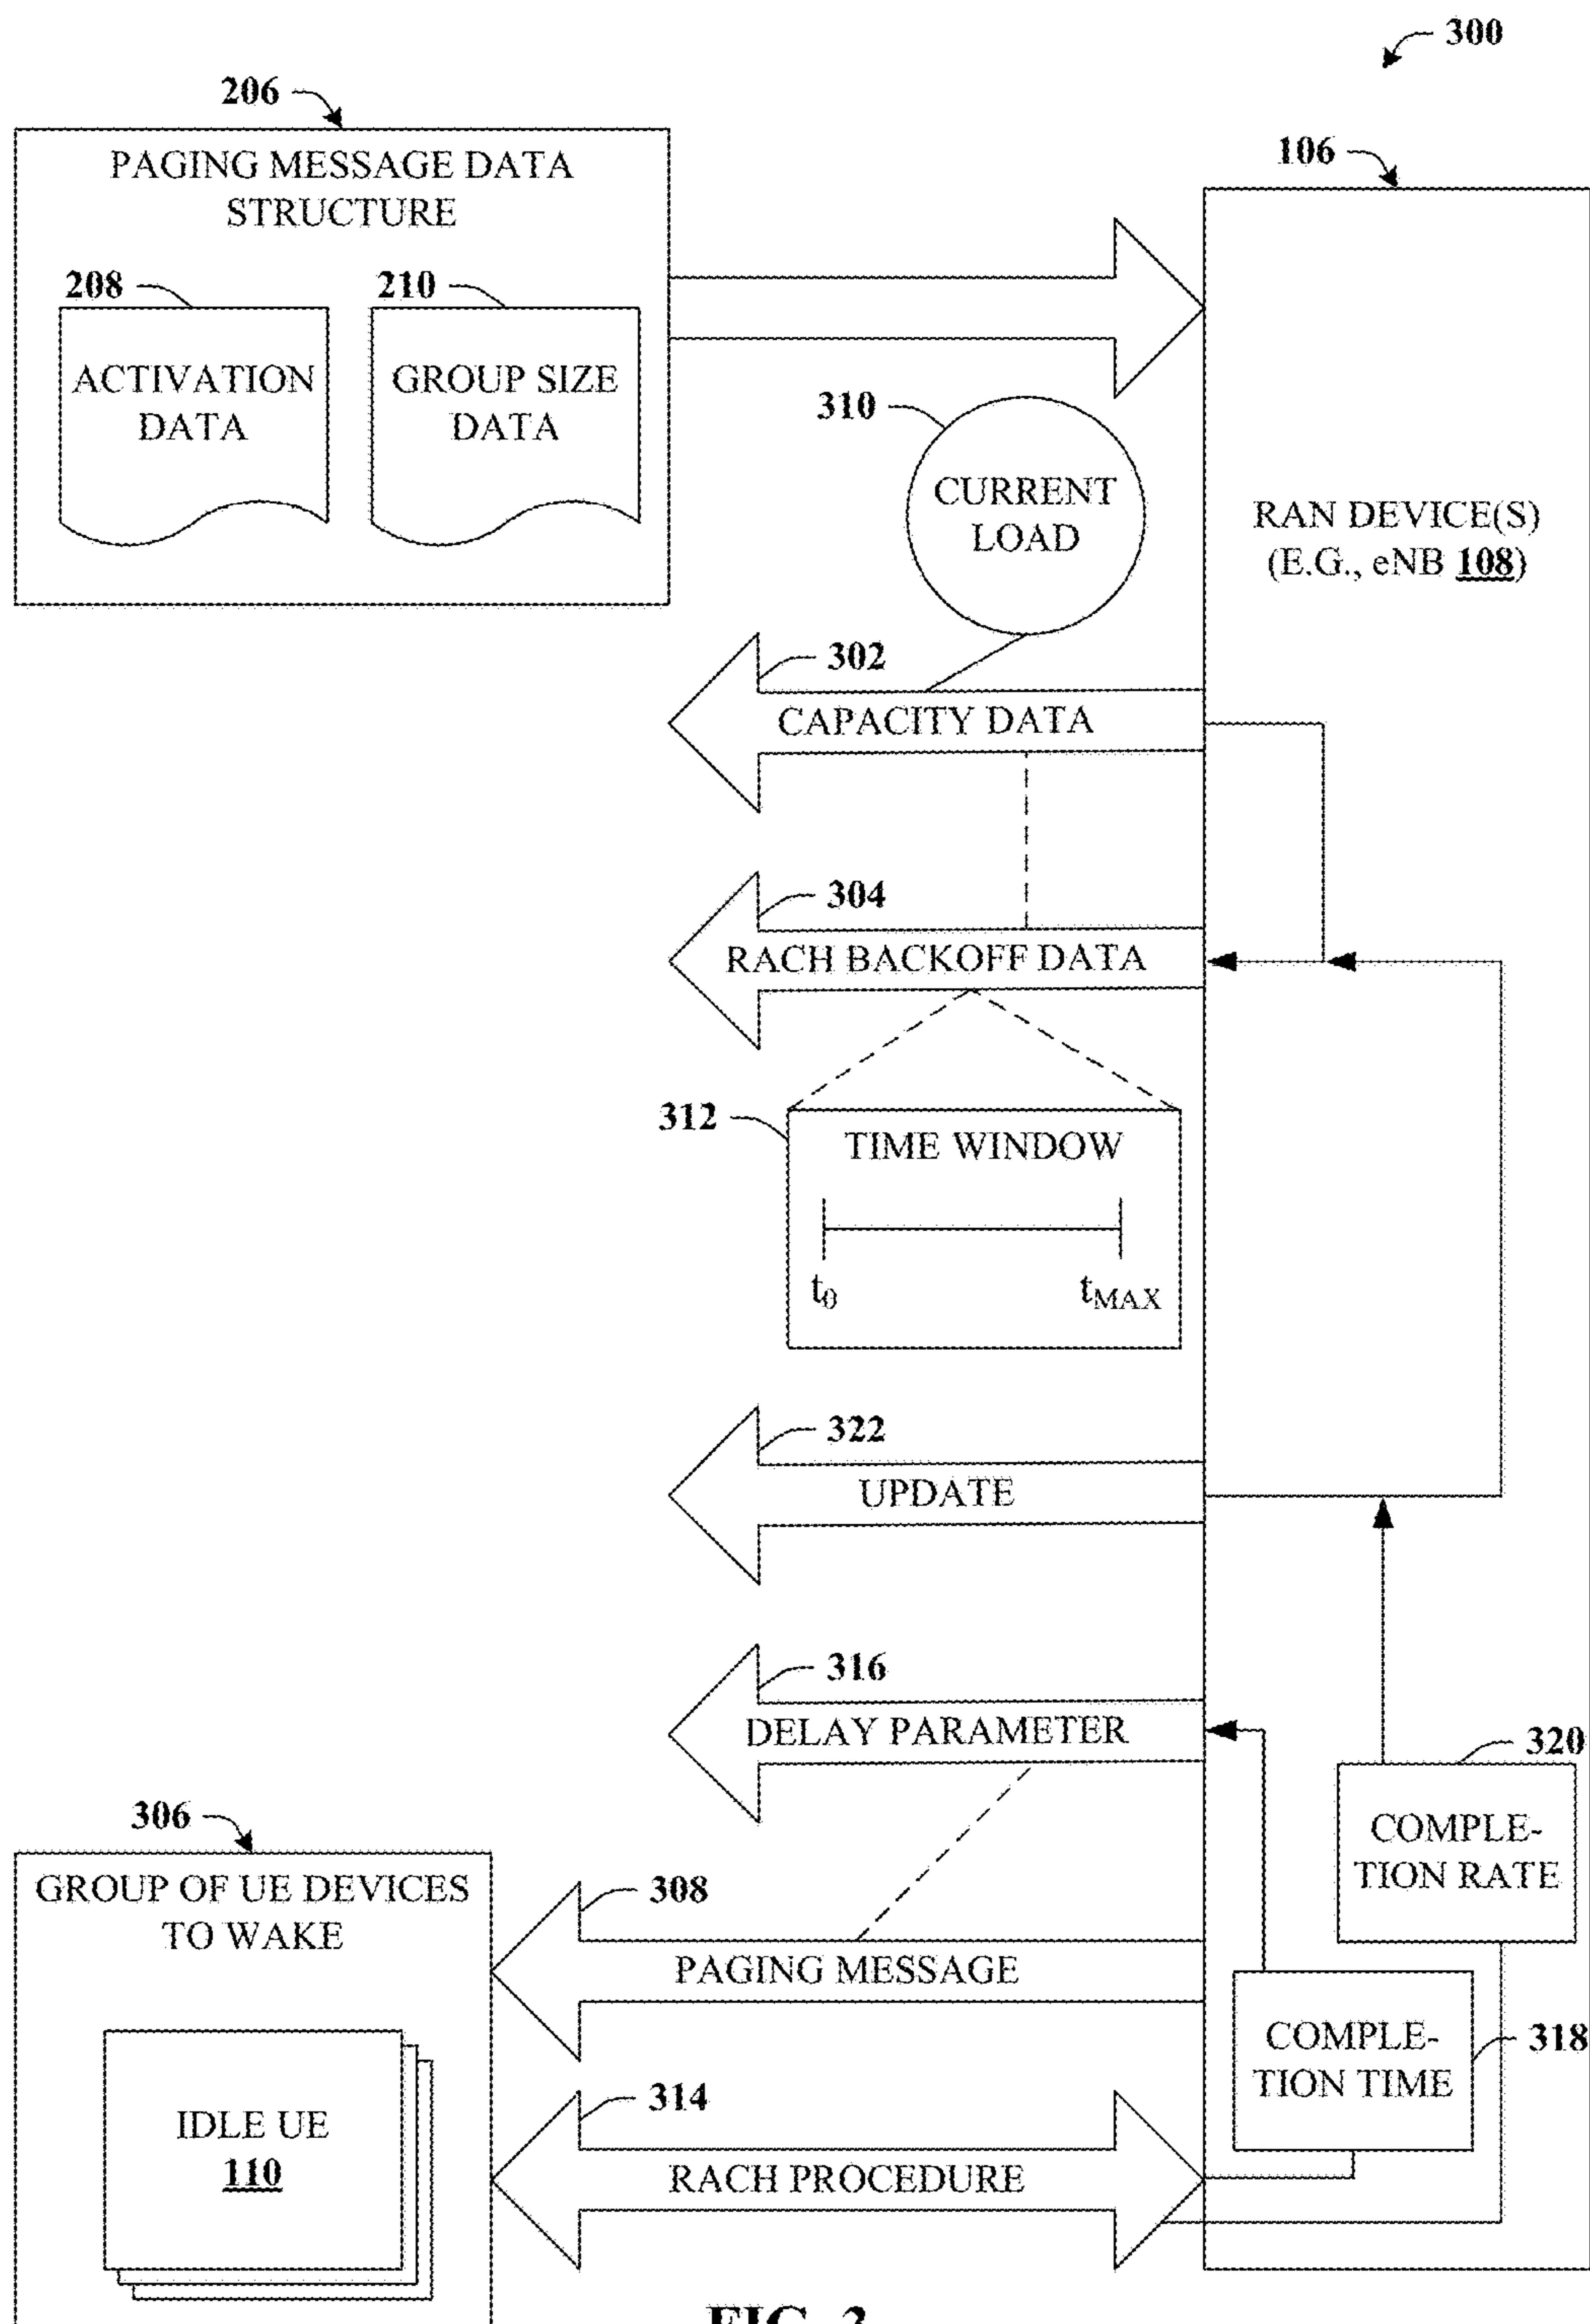 300
206
PAGING MESSAGE DATA
STRUCTURE
106
208
210
ACTIVATION
DATA
GROUP SIZE
DATA
310
CURRENT
LOAD
RAN DEVICE(S)
(E.G., eNB 108)
302
CAPACITY DATA
304
RACH BACKOFF DATA
312
TIME WINDOW
t0
tMAX
322
UPDATE
316
DELAY PARAMETER
320
COMPLE-
TION RATE
306
GROUP OF UE DEVICES
TO WAKE
308
PAGING MESSAGE
COMPLE-
TION TIME
318
314
IDLE UE
110
RACH PROCEDURE
FIG. 3